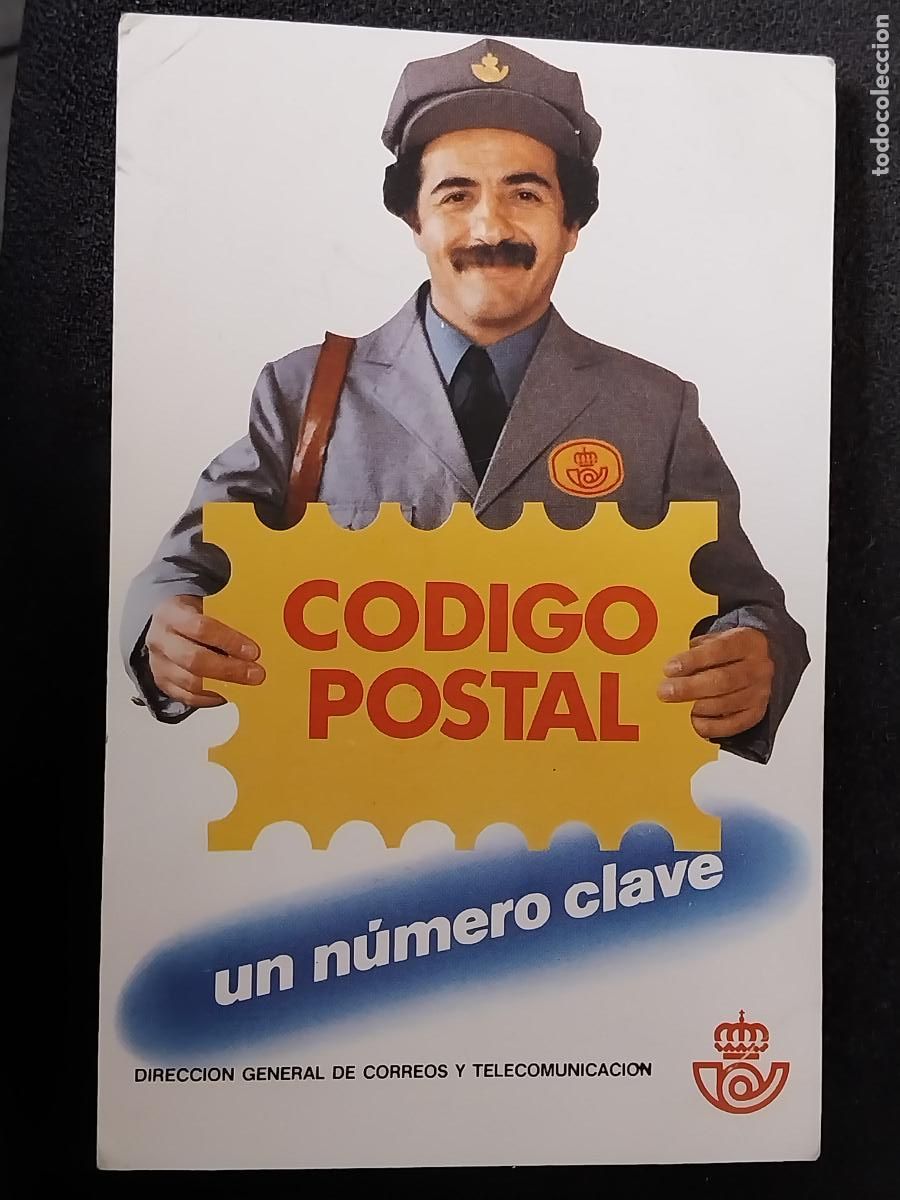 CODIGO
POSTAL
un número clave
DIRECCION GENERAL DE CORREOS Y TELECOMUNICACION
todocoleccion